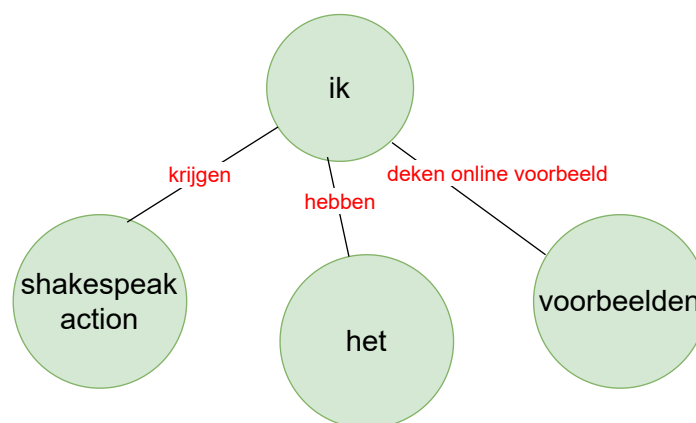 ik
krijgen
deken online voorbeeld
hebben
shakespeak
action
het
voorbeelden